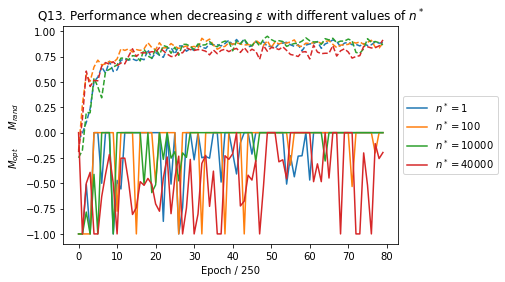 Q13. Performance when decreasing ε with different values of n*
1.00
0.75
0.50
0.25
0.00
−0.25
−0.50
−0.75
−1.00
M_opt M_rand
0 10 20 30 40 50 60 70 80
Epoch / 250
n* = 1
n* = 100
n* = 10000
n* = 40000